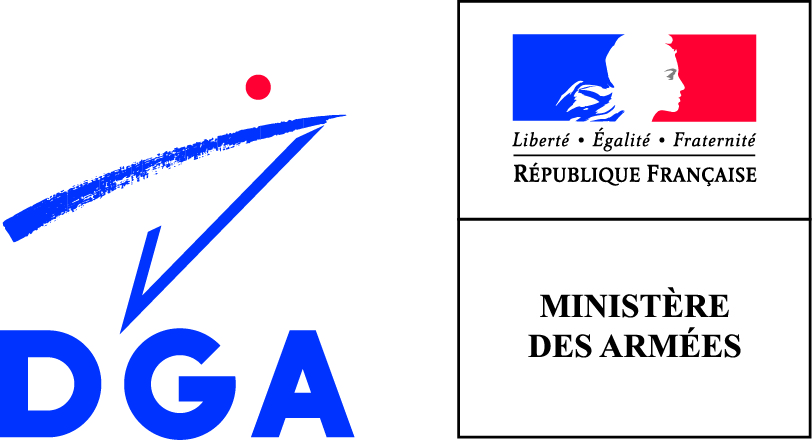 DGA
Liberté • Égalité • Fraternité
RÉPUBLIQUE FRANÇAISE
MINISTÈRE
DES ARMÉES